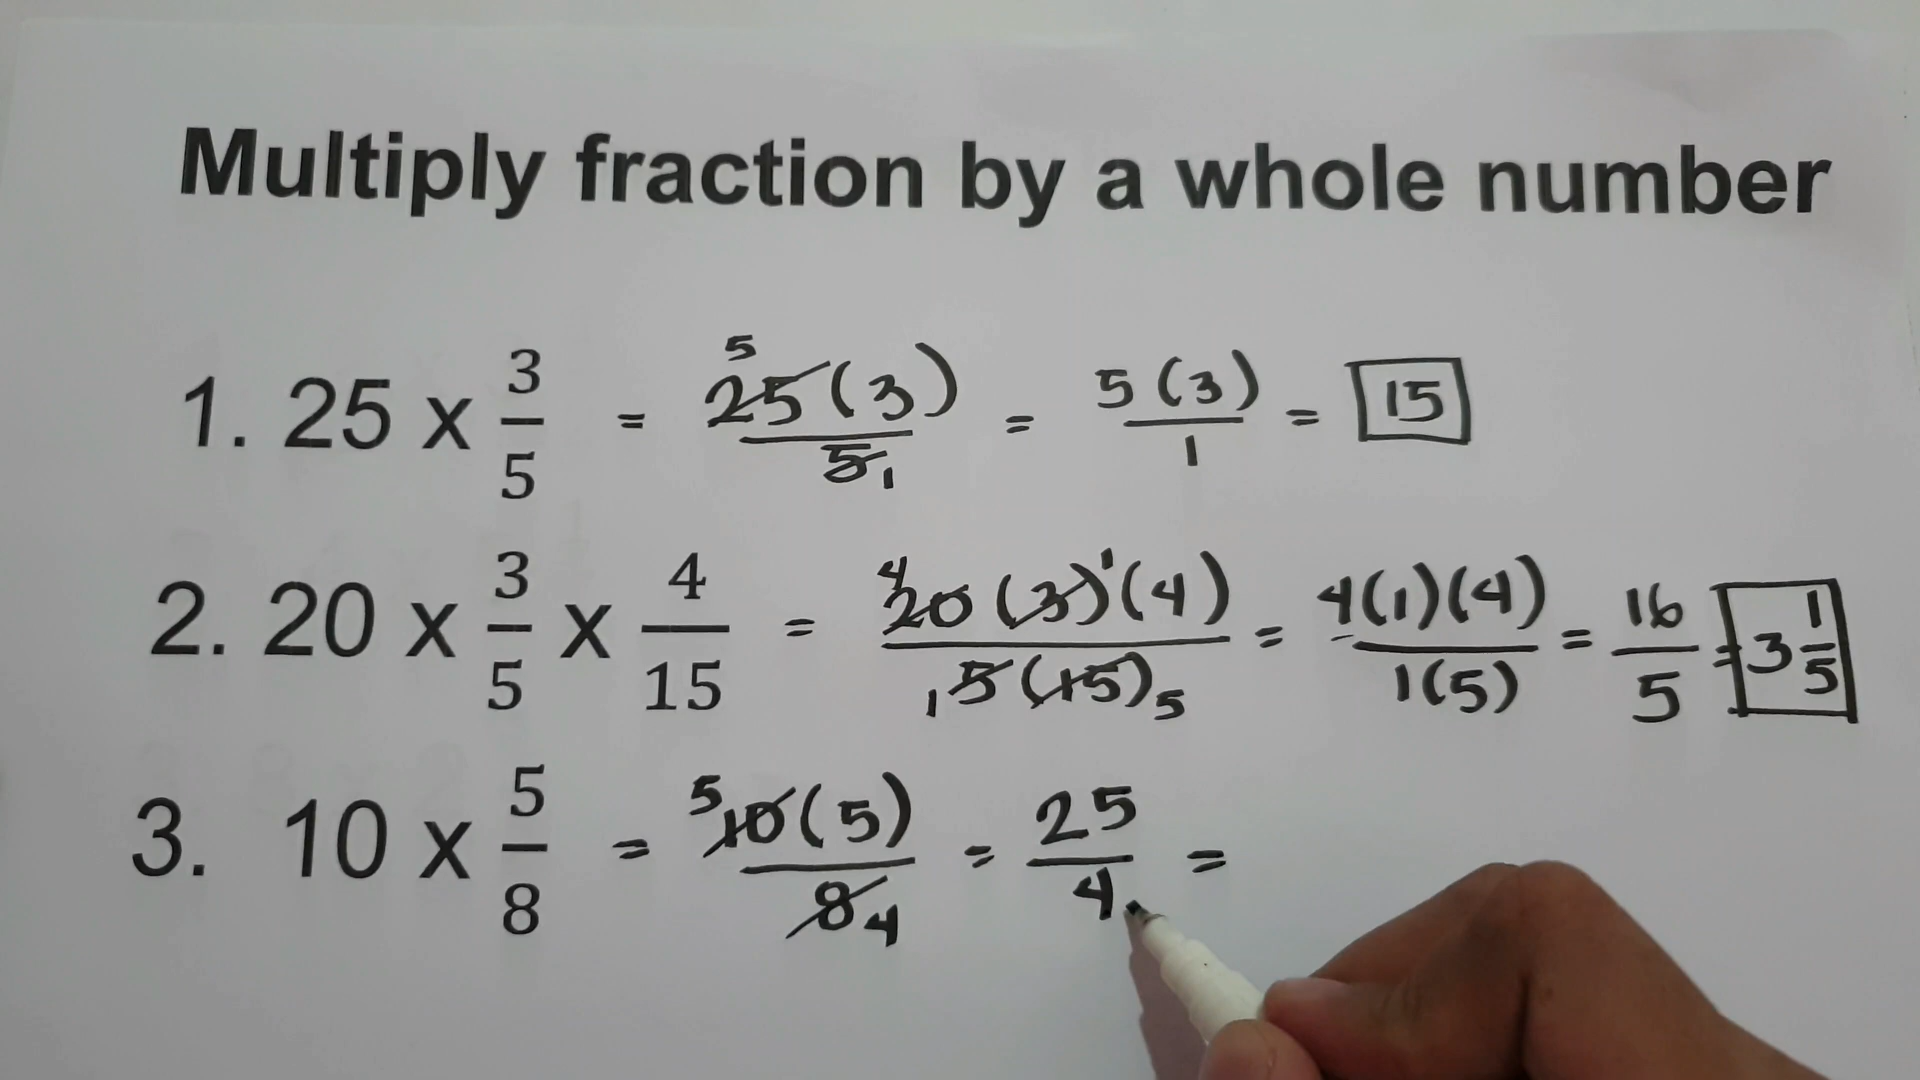 Multiply fraction by a whole number
1. 25 x 3/5 = 5 25(3)/5 1 = 5(3)/1 = 15
2. 20 x 3/5 x 4/15 = 4 20(3)1(4)/1 5(15)5 = 4(1)(4)/1(5) = 16/5 = 3 1/5
3. 10 x 5/8 = 5 10(5)/8 4 = 25/4 =